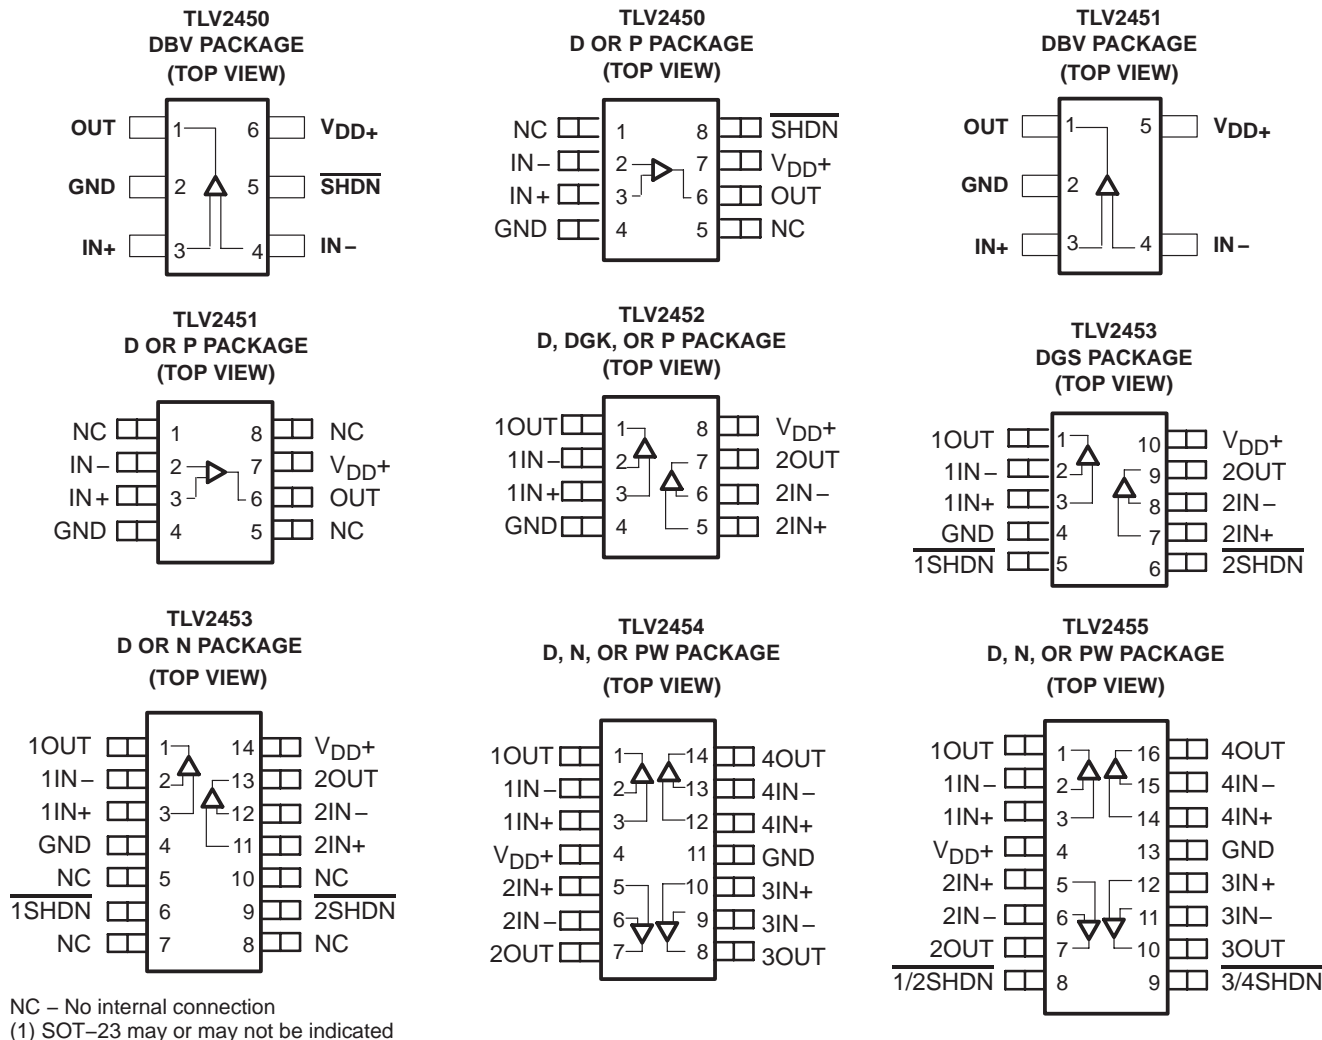 TLV2450
DBV PACKAGE
(TOP VIEW)
OUT 1 6 VDD+
GND 2 5 SHDN
IN+ 3 4 IN−
TLV2450
D OR P PACKAGE
(TOP VIEW)
NC 1 8 SHDN
IN− 2 7 VDD+
IN+ 3 6 OUT
GND 4 5 NC
TLV2451
DBV PACKAGE
(TOP VIEW)
OUT 1 5 VDD+
GND 2
IN+ 3 4 IN−
TLV2451
D OR P PACKAGE
(TOP VIEW)
NC 1 8 NC
IN− 2 7 VDD+
IN+ 3 6 OUT
GND 4 5 NC
TLV2452
D, DGK, OR P PACKAGE
(TOP VIEW)
1OUT 1 8 VDD+
1IN− 2 7 2OUT
1IN+ 3 6 2IN−
GND 4 5 2IN+
TLV2453
DGS PACKAGE
(TOP VIEW)
1OUT 1 10 VDD+
1IN− 2 9 2OUT
1IN+ 3 8 2IN−
GND 4 7 2IN+
1SHDN 5 6 2SHDN
TLV2453
D OR N PACKAGE
(TOP VIEW)
1OUT 1 14 VDD+
1IN− 2 13 2OUT
1IN+ 3 12 2IN−
GND 4 11 2IN+
NC 5 10 NC
1SHDN 6 9 2SHDN
NC 7 8 NC
TLV2454
D, N, OR PW PACKAGE
(TOP VIEW)
1OUT 1 14 4OUT
1IN− 2 13 4IN−
1IN+ 3 12 4IN+
VDD+ 4 11 GND
2IN+ 5 10 3IN+
2IN− 6 9 3IN−
2OUT 7 8 3OUT
TLV2455
D, N, OR PW PACKAGE
(TOP VIEW)
1OUT 1 16 4OUT
1IN− 2 15 4IN−
1IN+ 3 14 4IN+
VDD+ 4 13 GND
2IN+ 5 12 3IN+
2IN− 6 11 3IN−
2OUT 7 10 3OUT
1/2SHDN 8 9 3/4SHDN
NC − No internal connection
(1) SOT−23 may or may not be indicated